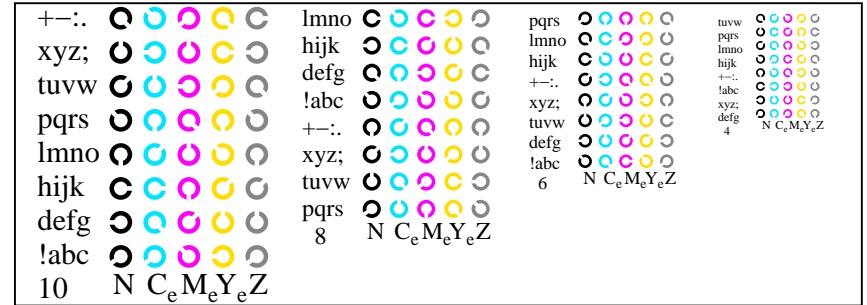 +−:.
xyz;
tuvw
pqrs
lmno
hijk
defg
!abc
10 N CeMeYeZ
lmno
hijk
defg
!abc
+−:.
xyz;
tuvw
pqrs
8 N CeMeYeZ
pqrs
lmno
hijk
+−:.
xyz;
tuvw
defg
!abc
6 N CeMeYeZ
tuvw
pqrs
lmno
hijk
+−:.
!abc
xyz;
defg
4 N CeMeYeZ